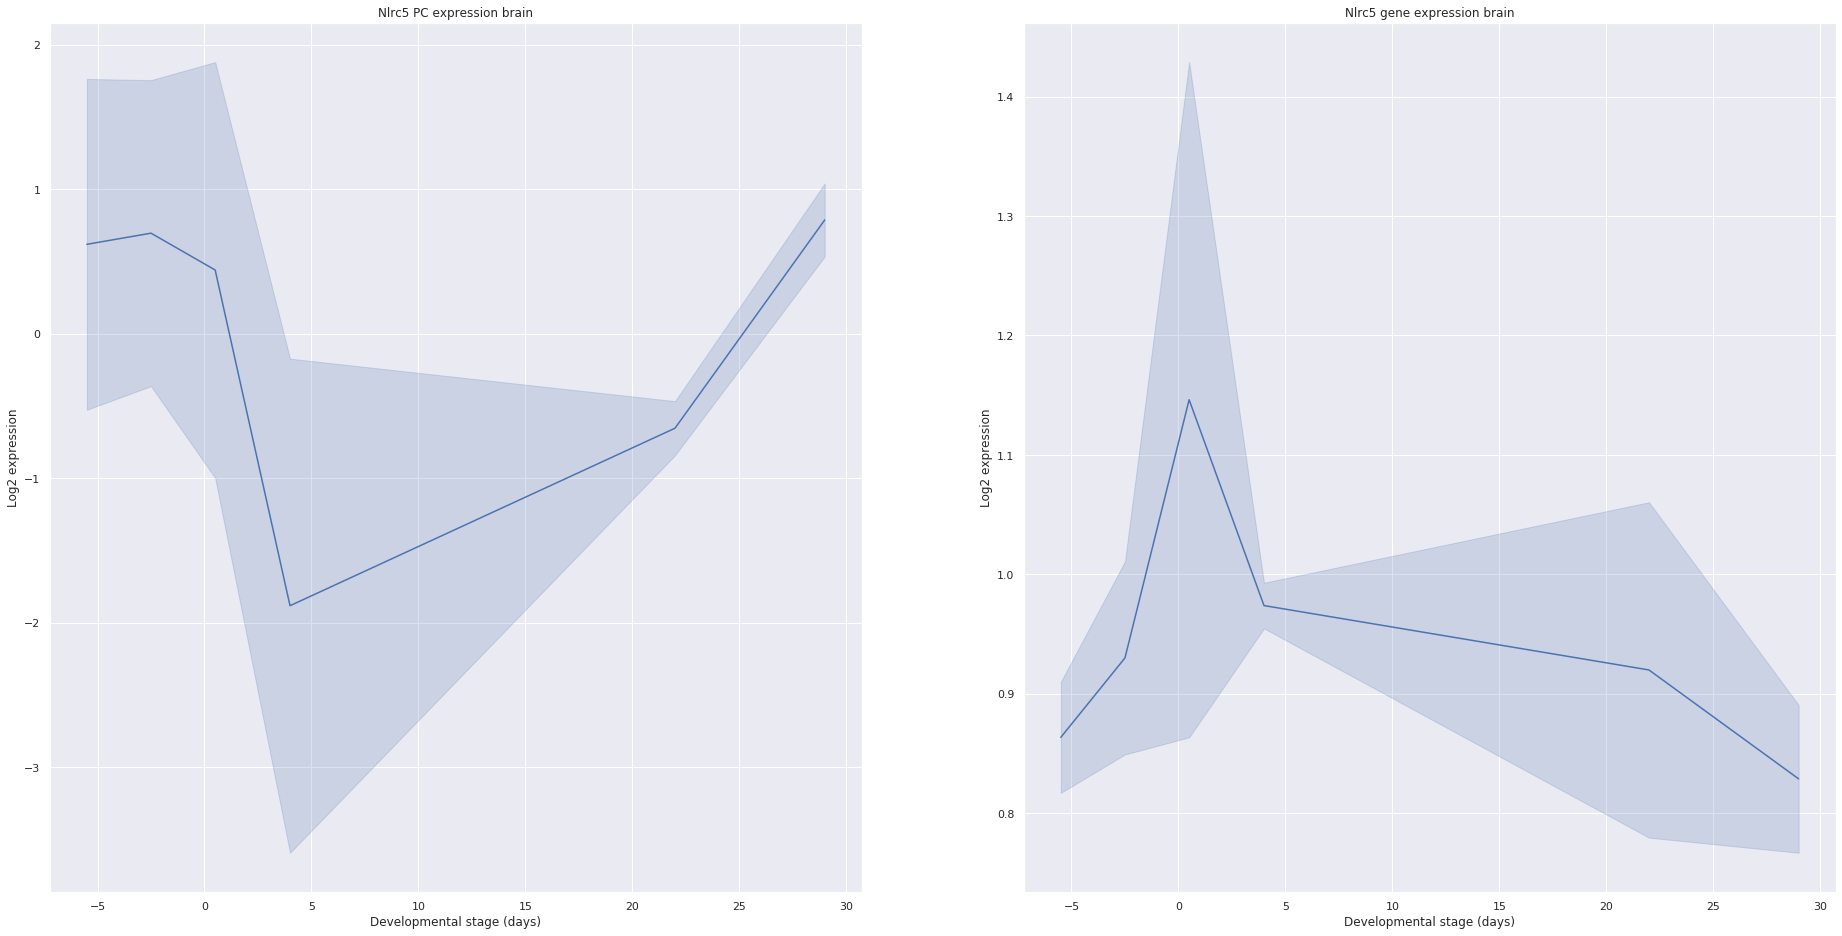 Nlrc5 PC expression brain
2
1
0
−1
−2
−3
Log2 expression
−5 0 5 10 15 20 25 30
Developmental stage (days)
Nlrc5 gene expression brain
1.4
1.3
1.2
1.1
1.0
0.9
0.8
Log2 expression
−5 0 5 10 15 20 25 30
Developmental stage (days)